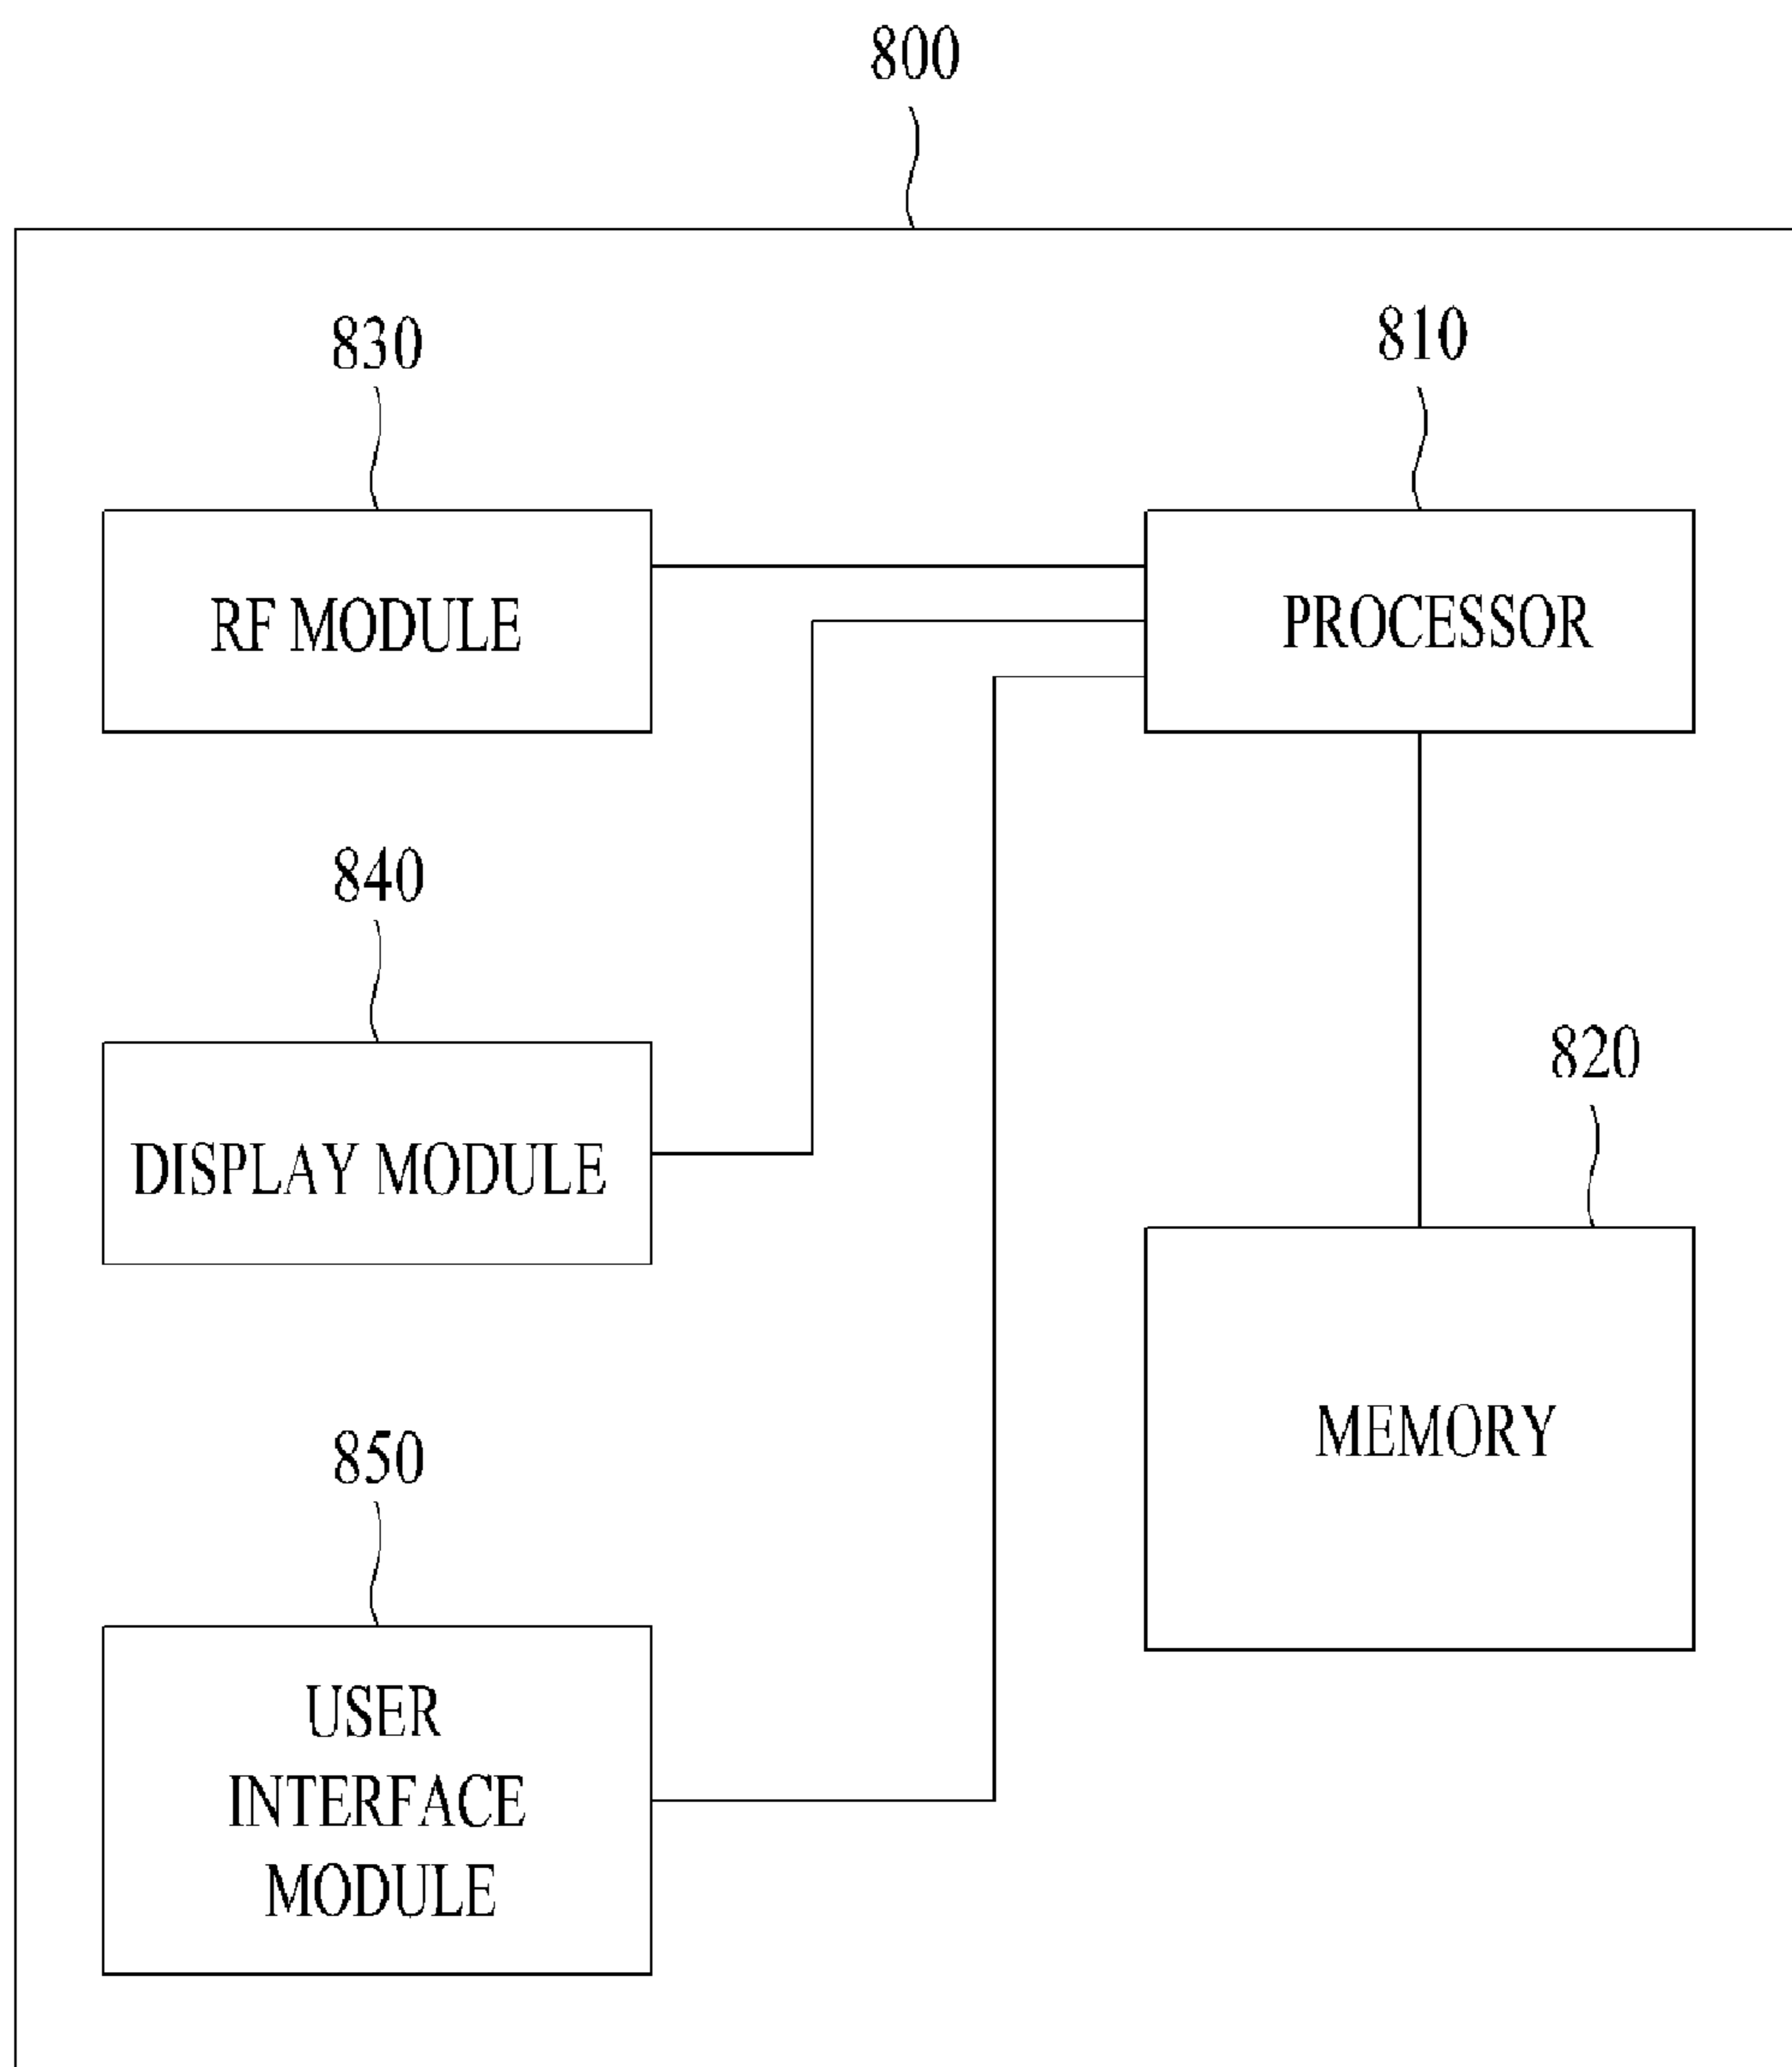 800
830
810
RF MODULE
PROCESSOR
840
DISPLAY MODULE
820
MEMORY
850
USER
INTERFACE
MODULE